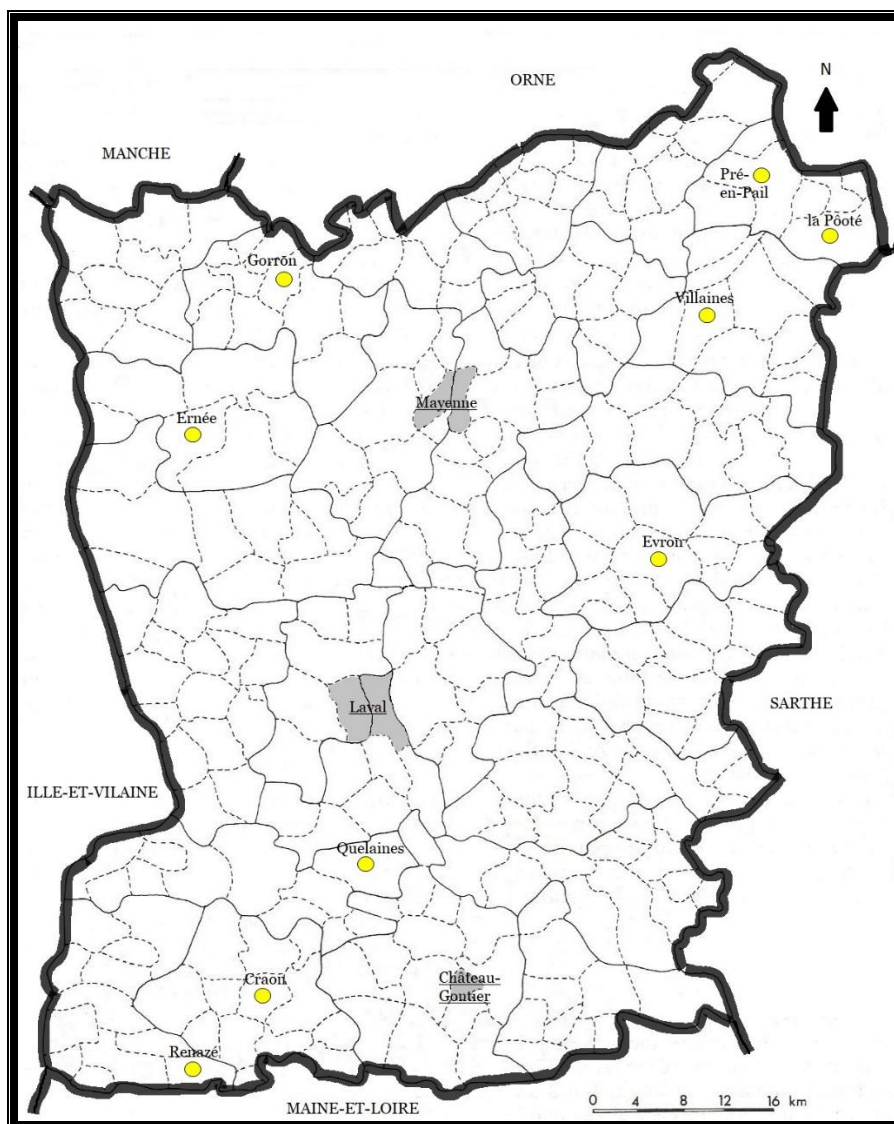 ORNE
N
MANCHE
Pré-
en-Pail
la Pôoté
Gorron
Villaines
Mayenne
Ernée
Evron
Laval
SARTHE
ILLE-ET-VILAINE
Quelaines
Craon
Château-
Gontier
Renazé
0 4 8 12 16 km
MAINE-ET-LOIRE